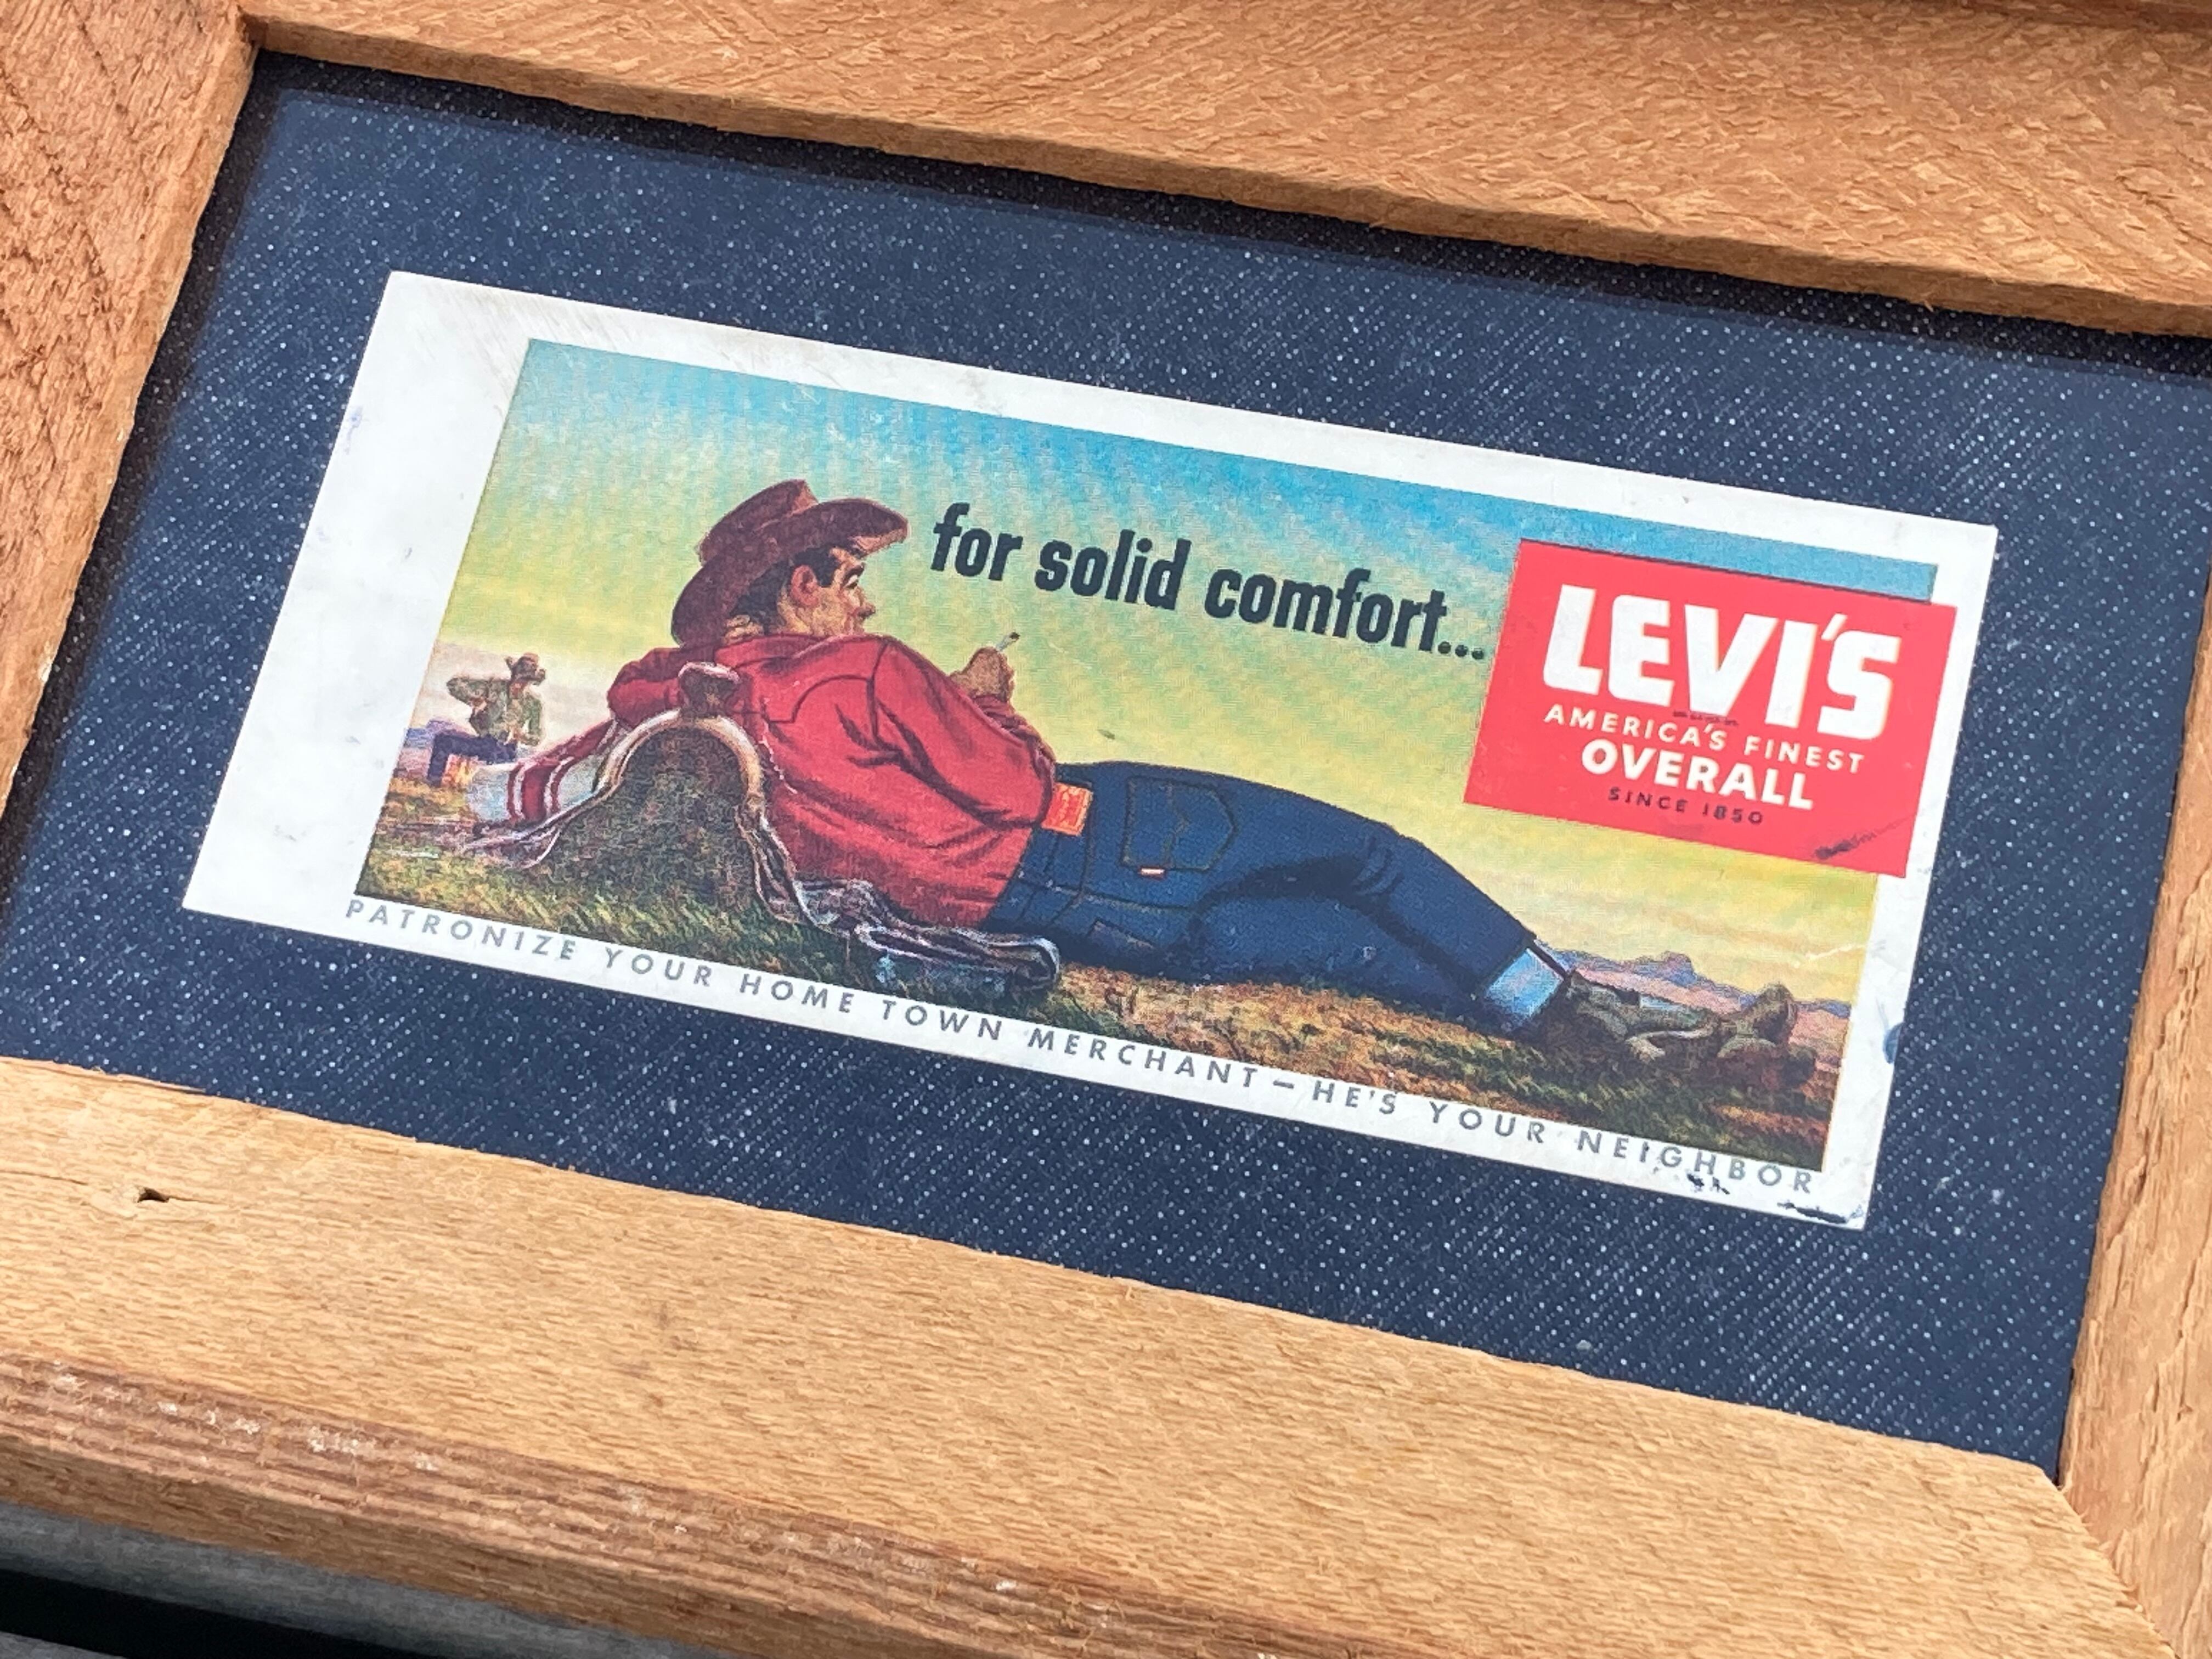 for solid comfort...
LEVI'S
AMERICA'S FINEST
OVERALL
SINCE 1850
PATRONIZE YOUR HOME TOWN MERCHANT — HE'S YOUR NEIGHBOR